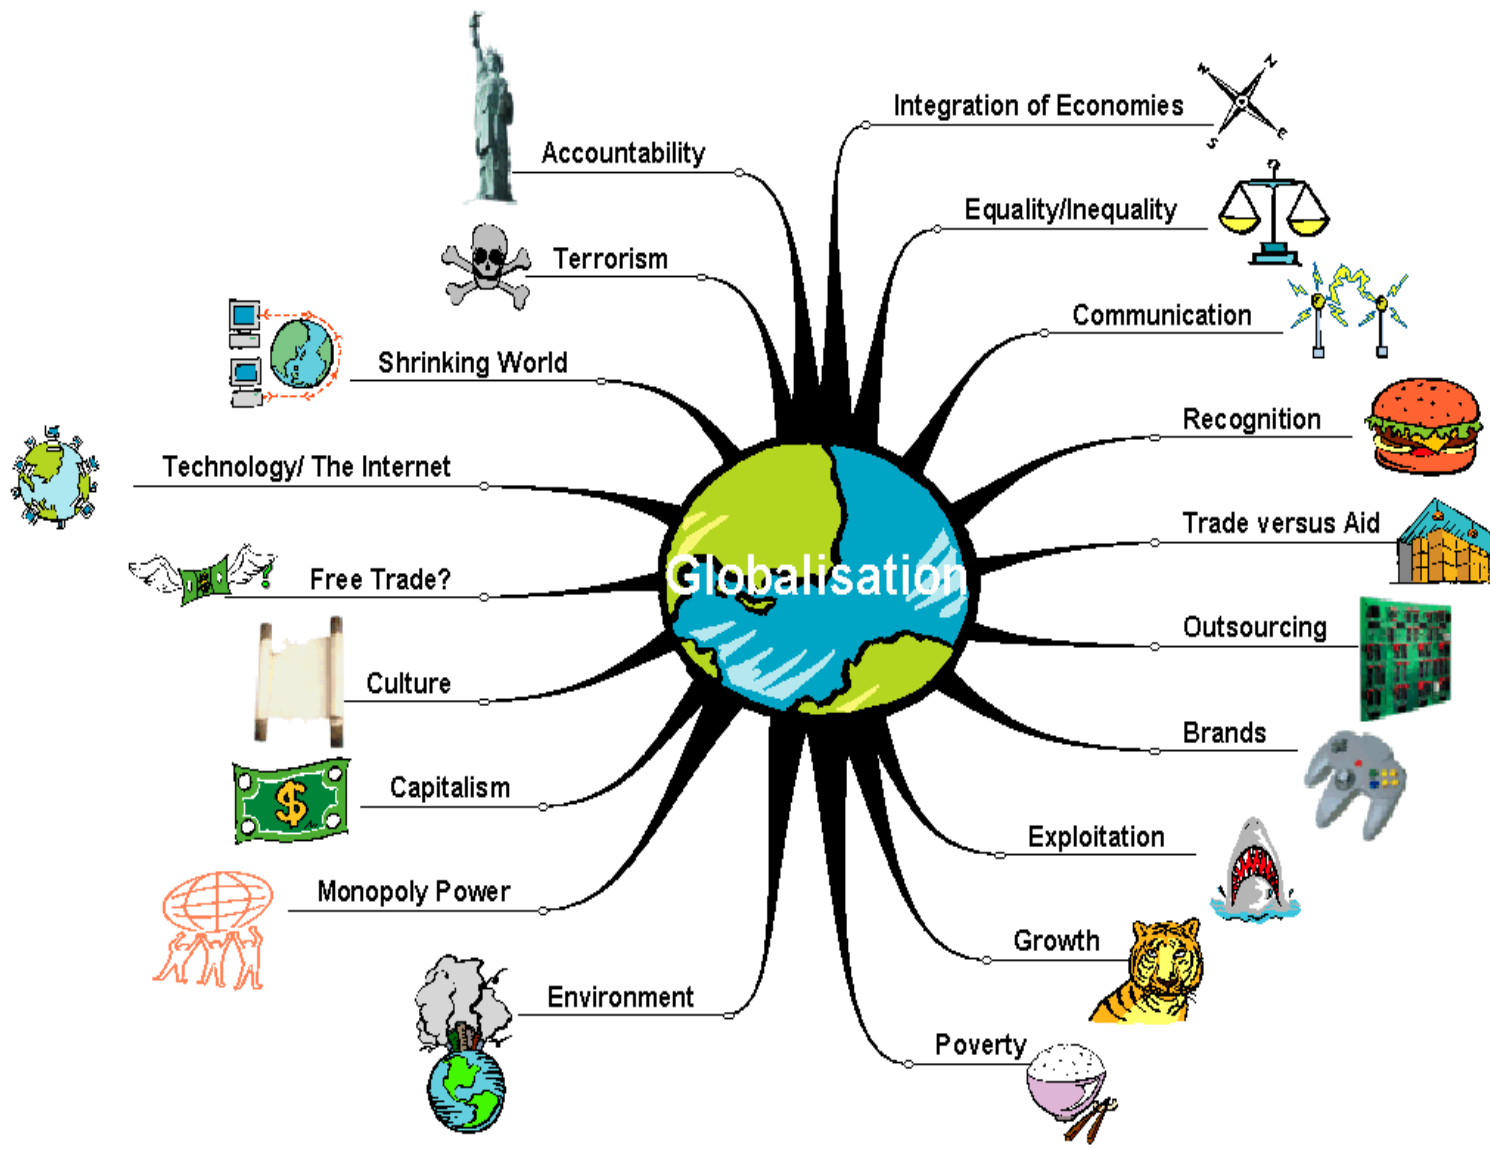 Globalisation
Integration of Economies
N
W
E
S
Equality/Inequality
Communication
Recognition
Trade versus Aid
Outsourcing
Brands
Exploitation
Growth
Poverty
Environment
Monopoly Power
Capitalism
$
Culture
Free Trade?
$
?
Technology/ The Internet
Shrinking World
Terrorism
Accountability